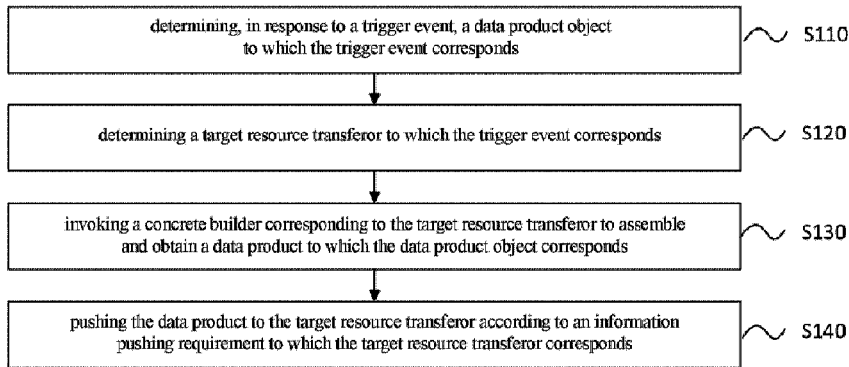 determining, in response to a trigger event, a data product object
to which the trigger event corresponds
S110
determining a target resource transferor to which the trigger event corresponds
S120
invoking a concrete builder corresponding to the target resource transferor to assemble
and obtain a data product to which the data product object corresponds
S130
pushing the data product to the target resource transferor according to an information
pushing requirement to which the target resource transferor corresponds
S140